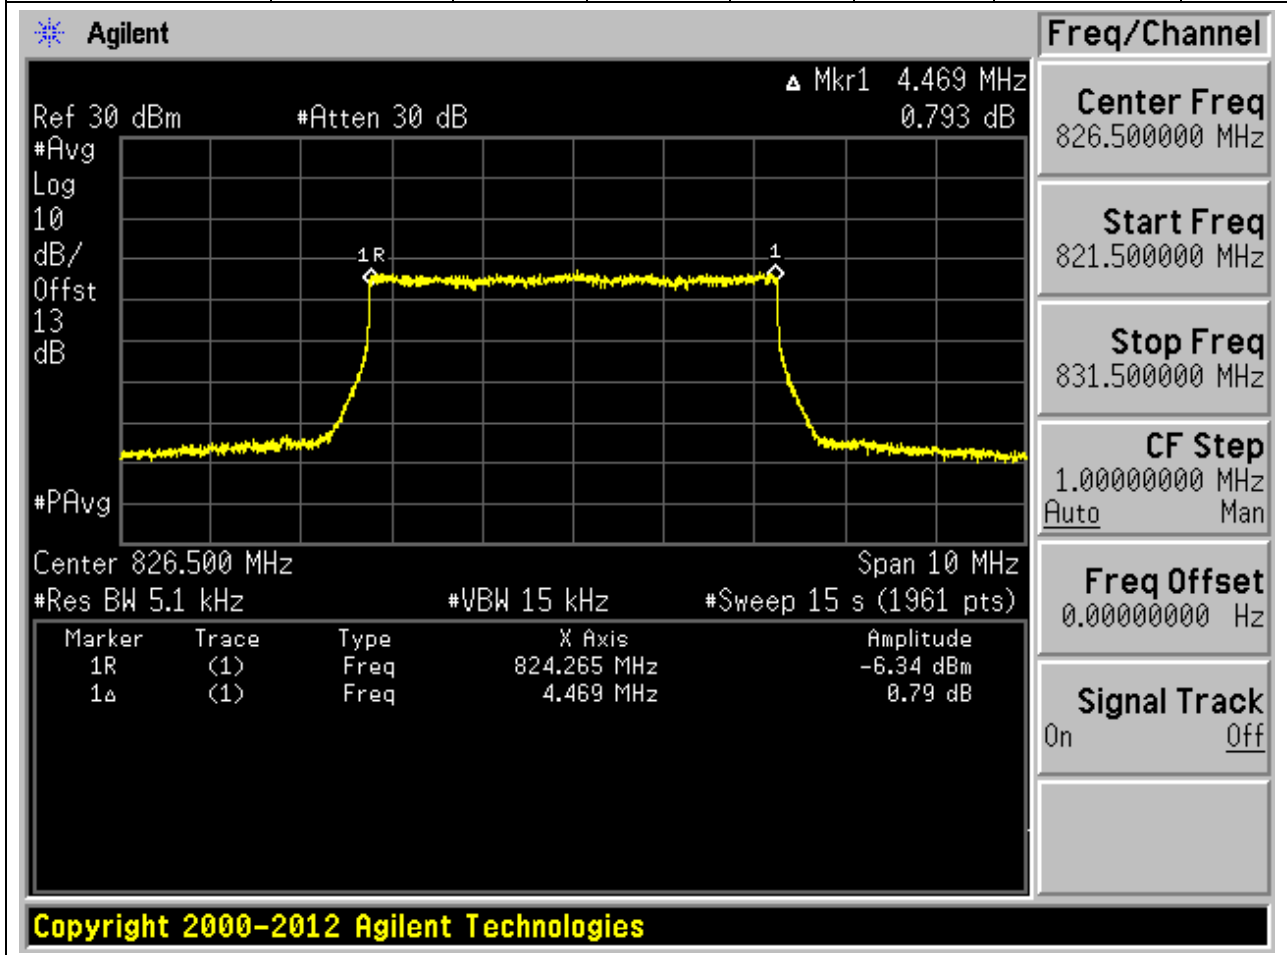 Agilent
Freq/Channel
Δ Mkr1 4.469 MHz
Ref 30 dBm #Atten 30 dB 0.793 dB
#Avg
Log
10
dB/
Offst
13
dB
1R
1
#PAvg
Center 826.500 MHz Span 10 MHz
#Res BW 5.1 kHz #VBW 15 kHz #Sweep 15 s (1961 pts)
Marker Trace Type X Axis Amplitude
1R (1) Freq 824.265 MHz -6.34 dBm
1Δ (1) Freq 4.469 MHz 0.79 dB
Center Freq
826.500000 MHz
Start Freq
821.500000 MHz
Stop Freq
831.500000 MHz
CF Step
1.00000000 MHz
Auto Man
Freq Offset
0.00000000 Hz
Signal Track
On Off
Copyright 2000-2012 Agilent Technologies